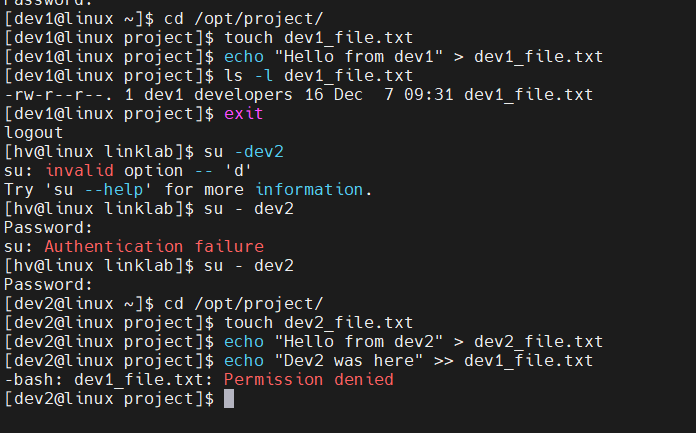 Password:
[dev1@linux ~]$ cd /opt/project/
[dev1@linux project]$ touch dev1_file.txt
[dev1@linux project]$ echo "Hello from dev1" > dev1_file.txt
[dev1@linux project]$ ls -l dev1_file.txt
-rw-r--r--. 1 dev1 developers 16 Dec  7 09:31 dev1_file.txt
[dev1@linux project]$ exit
logout
[hv@linux linklab]$ su -dev2
su: invalid option -- 'd'
Try 'su --help' for more information.
[hv@linux linklab]$ su - dev2
Password:
su: Authentication failure
[hv@linux linklab]$ su - dev2
Password:
[dev2@linux ~]$ cd /opt/project/
[dev2@linux project]$ touch dev2_file.txt
[dev2@linux project]$ echo "Hello from dev2" > dev2_file.txt
[dev2@linux project]$ echo "Dev2 was here" >> dev1_file.txt
-bash: dev1_file.txt: Permission denied
[dev2@linux project]$